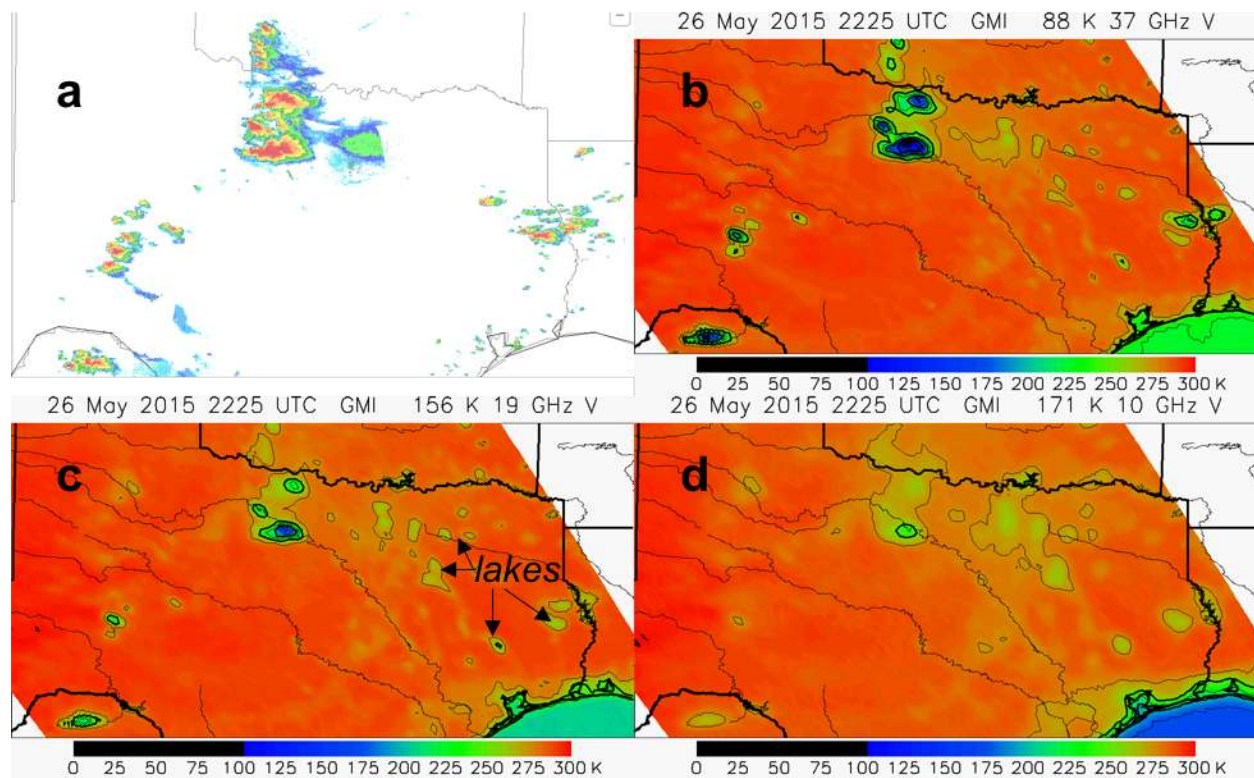 a
26 May 2015 2225 UTC GMI 88 K 37 GHz V
b
0 25 50 75 100 125 150 175 200 225 250 275 300 K
26 May 2015 2225 UTC GMI 156 K 19 GHz V
c
lakes
0 25 50 75 100 125 150 175 200 225 250 275 300 K
26 May 2015 2225 UTC GMI 171 K 10 GHz V
d
0 25 50 75 100 125 150 175 200 225 250 275 300 K